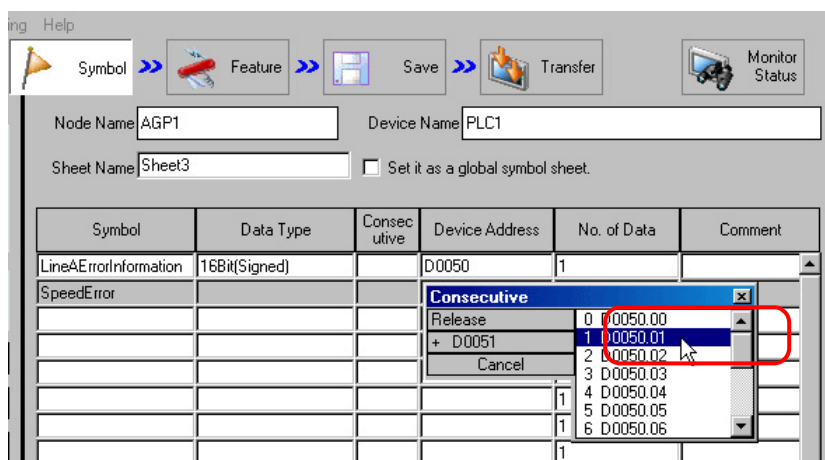 ing Help
Symbol >> Feature >> Save >> Transfer Monitor Status
Node Name AGP1 Device Name PLC1
Sheet Name Sheet3 Set it as a global symbol sheet.
Symbol Data Type Consecutive Device Address No. of Data Comment
LineAErrorInformation 16Bit(Signed) D0050 1
SpeedError
Consecutive
Release 0 D0050.00
+ D0051 1 D0050.01
Cancel 2 D0050.02
3 D0050.03
1 4 D0050.04
5 D0050.05
1 6 D0050.06
1